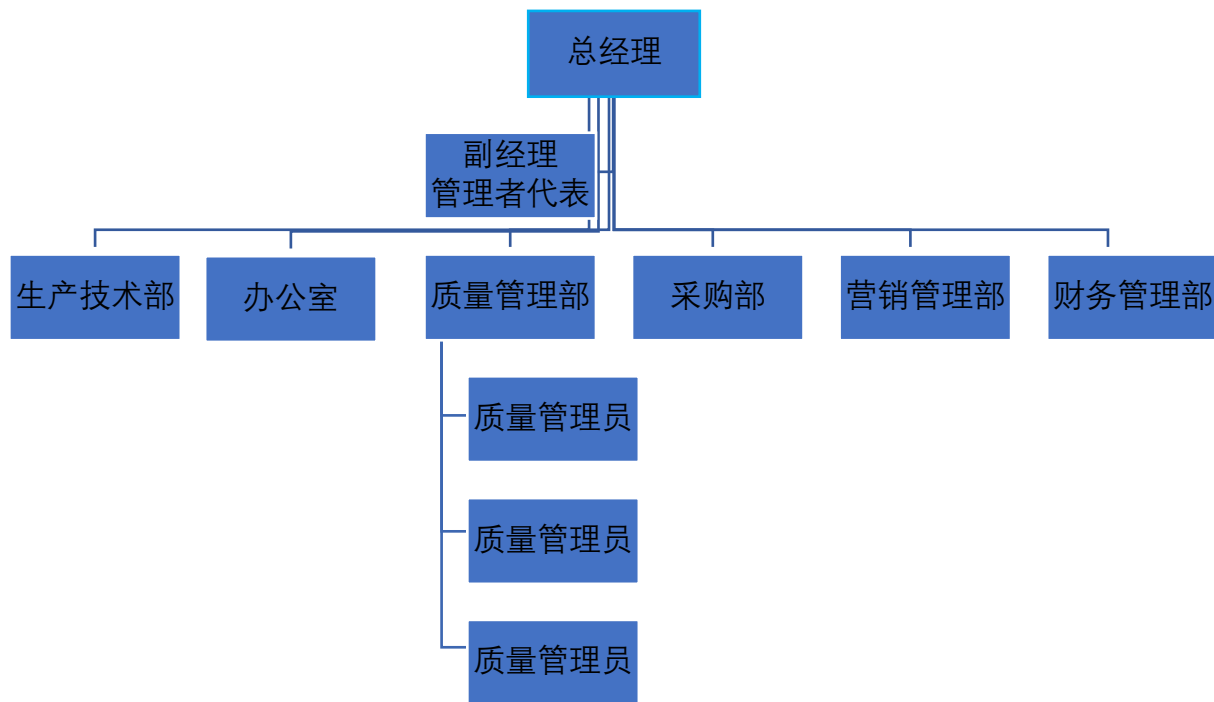 总经理
副经理
管理者代表
生产技术部
办公室
质量管理部
采购部
营销管理部
财务管理部
质量管理员
质量管理员
质量管理员